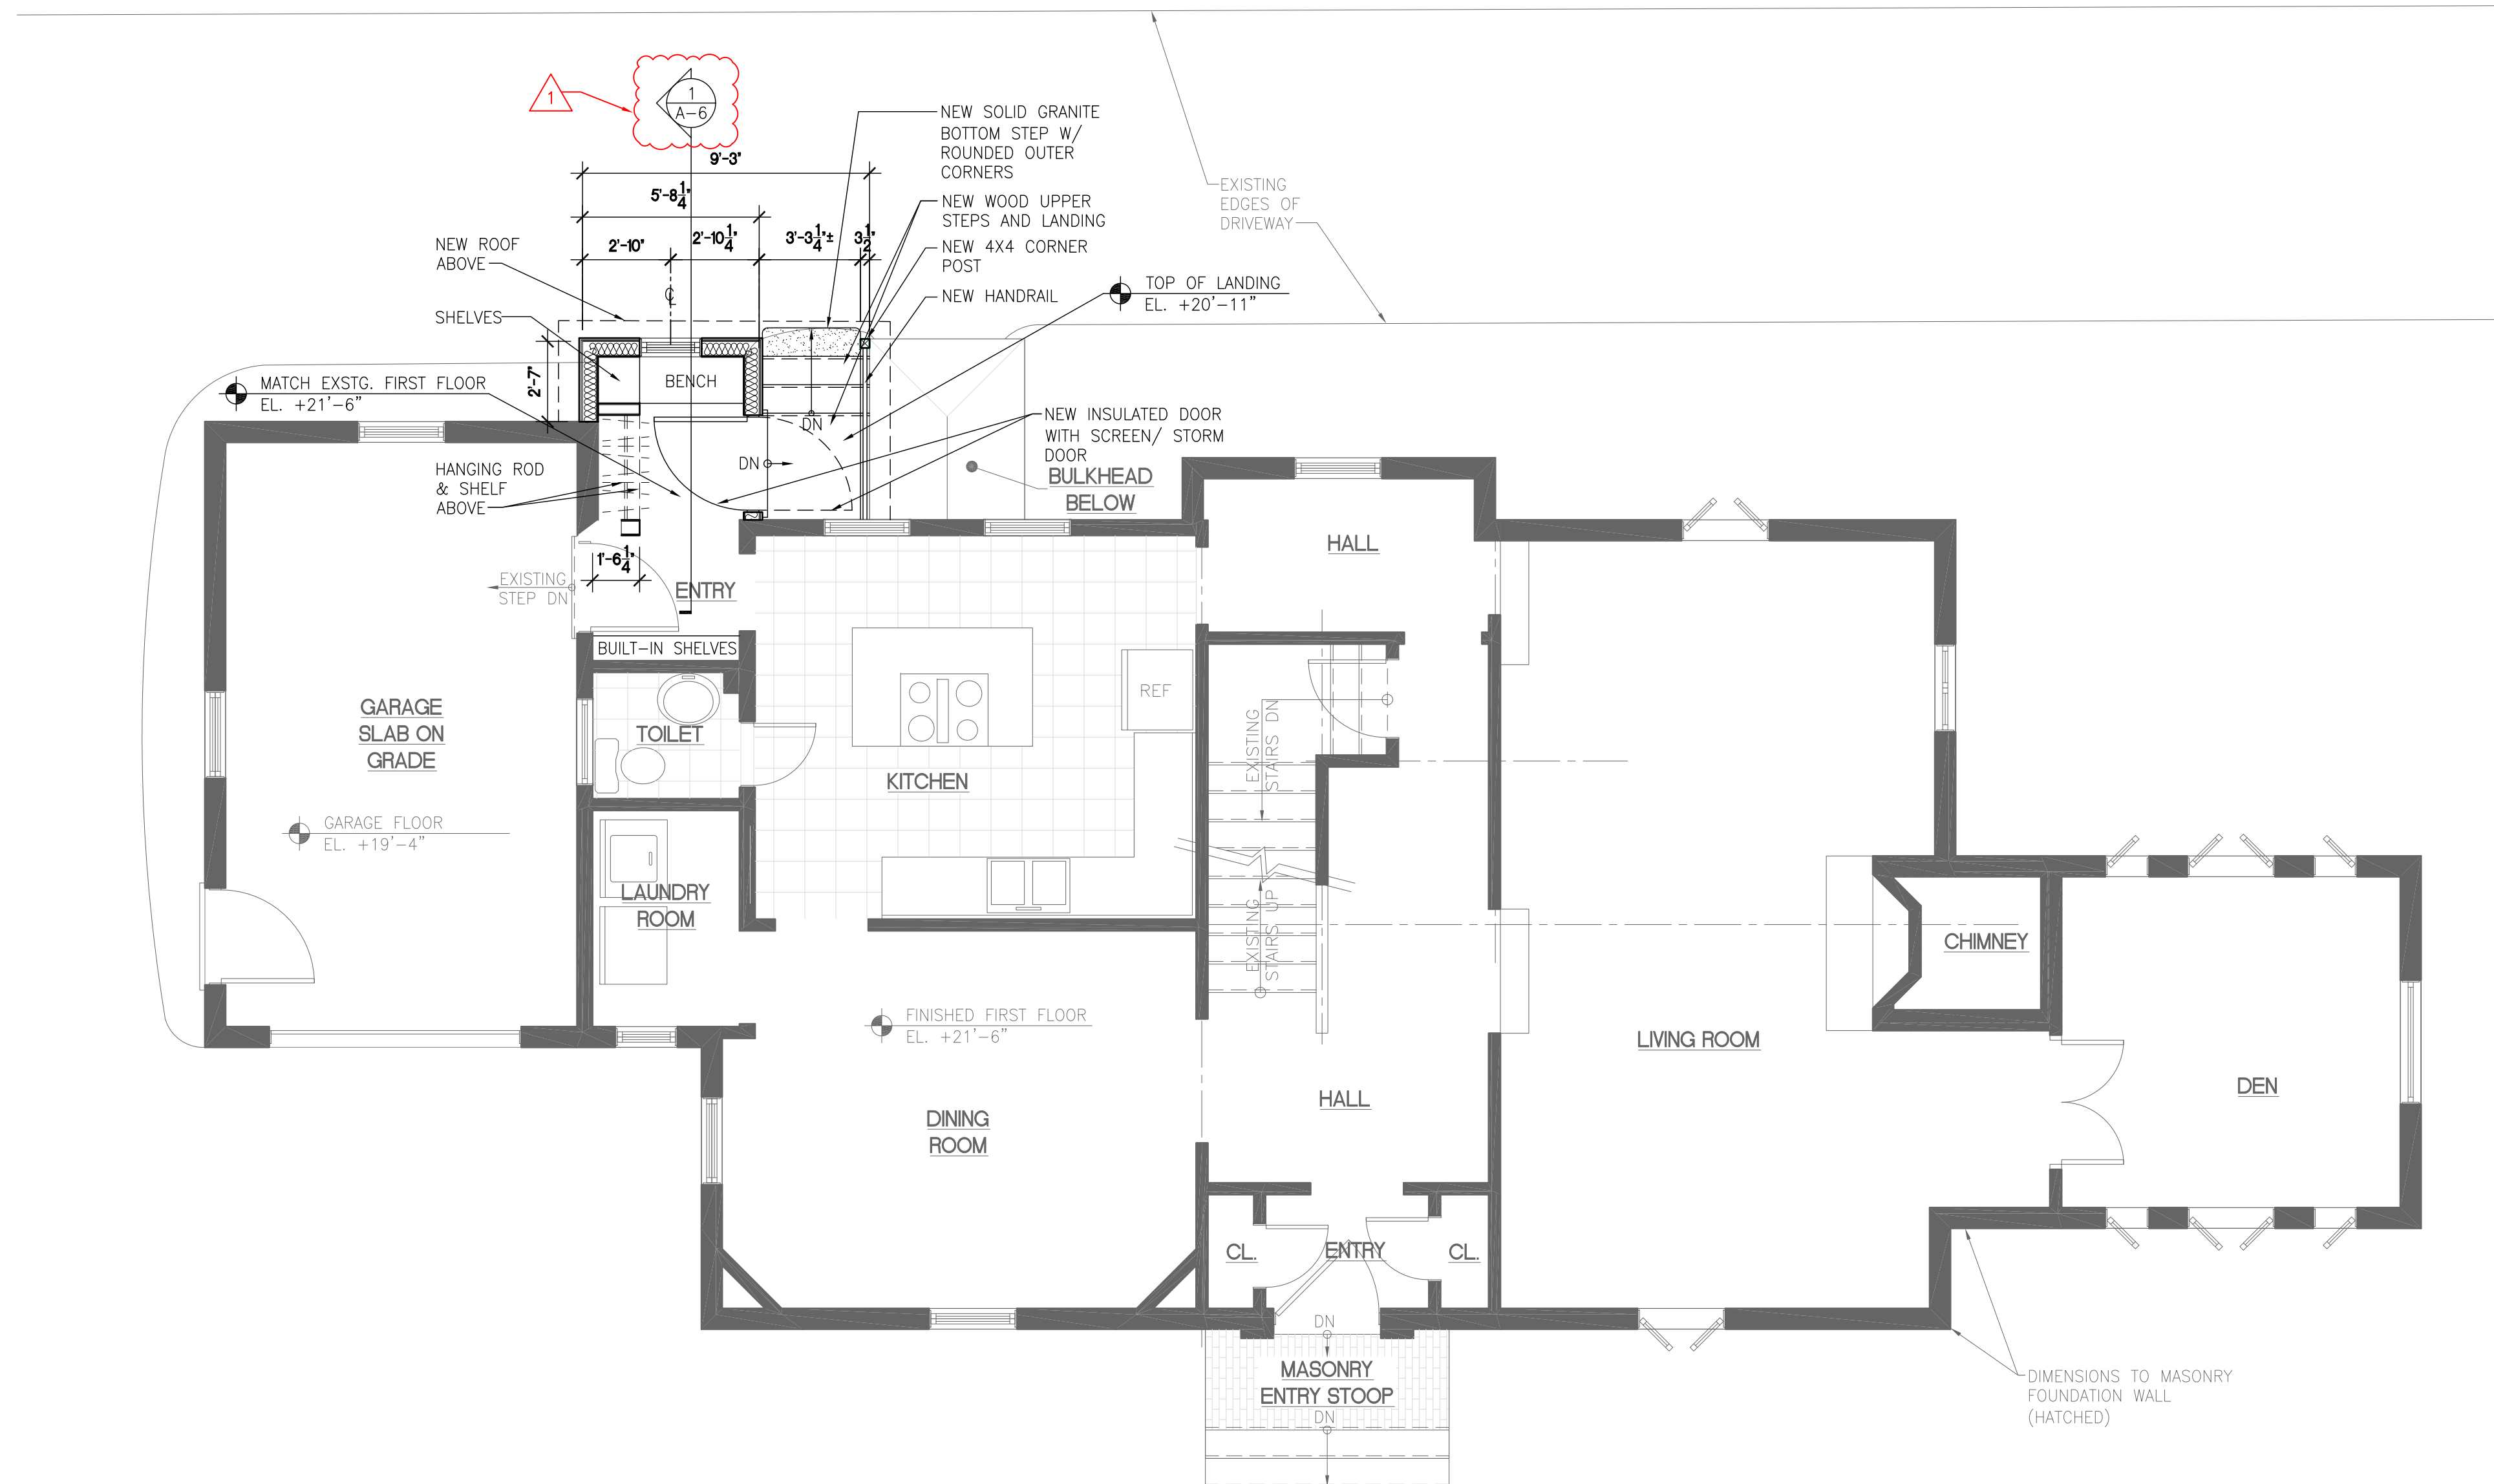 1
1
A-6
9'-3"
5'-8 1/4"
2'-10"
2'-10 1/4"
3'-3 1/4"±
3 1/2"
NEW SOLID GRANITE
BOTTOM STEP W/
ROUNDED OUTER
CORNERS
NEW WOOD UPPER
STEPS AND LANDING
NEW 4X4 CORNER
POST
NEW HANDRAIL
EXISTING
EDGES OF
DRIVEWAY
TOP OF LANDING
EL. +20'-11"
NEW ROOF
ABOVE
SHELVES
℄
2'-7"
BENCH
MATCH EXSTG. FIRST FLOOR
EL. +21'-6"
DN
DN
NEW INSULATED DOOR
WITH SCREEN/ STORM
DOOR
BULKHEAD
BELOW
HANGING ROD
& SHELF
ABOVE
1'-6 1/4"
EXISTING
STEP DN
ENTRY
HALL
BUILT-IN SHELVES
GARAGE
SLAB ON
GRADE
TOILET
REF
KITCHEN
EXISTING
STAIRS DN
GARAGE FLOOR
EL. +19'-4"
LAUNDRY
ROOM
EXISTING
STAIRS UP
CHIMNEY
FINISHED FIRST FLOOR
EL. +21'-6"
LIVING ROOM
DEN
HALL
DINING
ROOM
CL.
ENTRY
CL.
DN
MASONRY
ENTRY STOOP
DN
DIMENSIONS TO MASONRY
FOUNDATION WALL
(HATCHED)